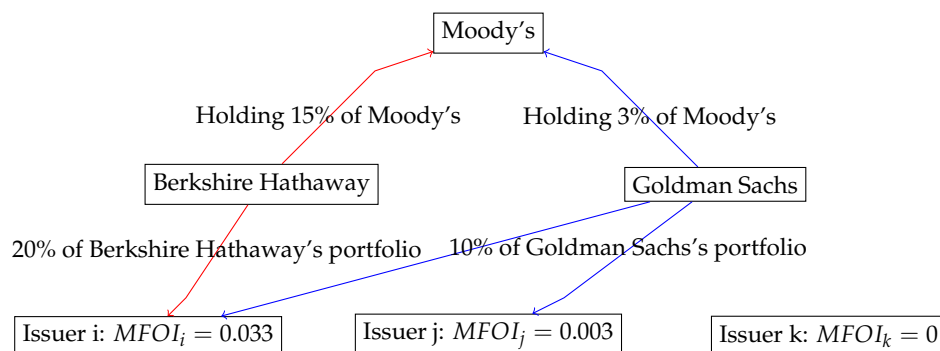 Moody's
Holding 15% of Moody's
Holding 3% of Moody's
Berkshire Hathaway
Goldman Sachs
20% of Berkshire Hathaway's portfolio
10% of Goldman Sachs's portfolio
Issuer i: MFOI_i = 0.033
Issuer j: MFOI_j = 0.003
Issuer k: MFOI_k = 0